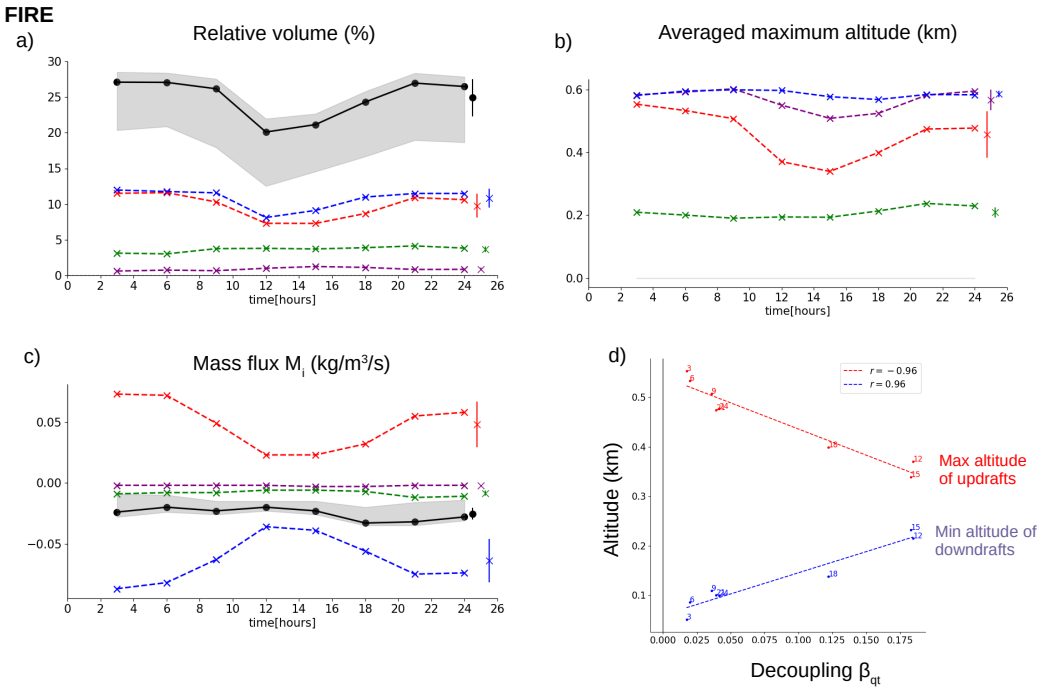 FIRE
a)
Relative volume (%)
30
25
20
15
10
5
0
0 2 4 6 8 10 12 14 16 18 20 22 24 26
time[hours]
b)
Averaged maximum altitude (km)
0.6
0.4
0.2
0.0
0 2 4 6 8 10 12 14 16 18 20 22 24 26
time[hours]
c)
Mass flux Mi (kg/m³/s)
0.05
0.00
−0.05
0 2 4 6 8 10 12 14 16 18 20 22 24 26
time[hours]
d)
r = −0.96
r = 0.96
Altitude (km)
0.5
0.4
0.3
0.2
0.1
3
6
9
18
12
15
Max altitude
of updrafts
15
12
18
9
6
3
Min altitude of
downdrafts
0.000 0.025 0.050 0.075 0.100 0.125 0.150 0.175
Decoupling βqt